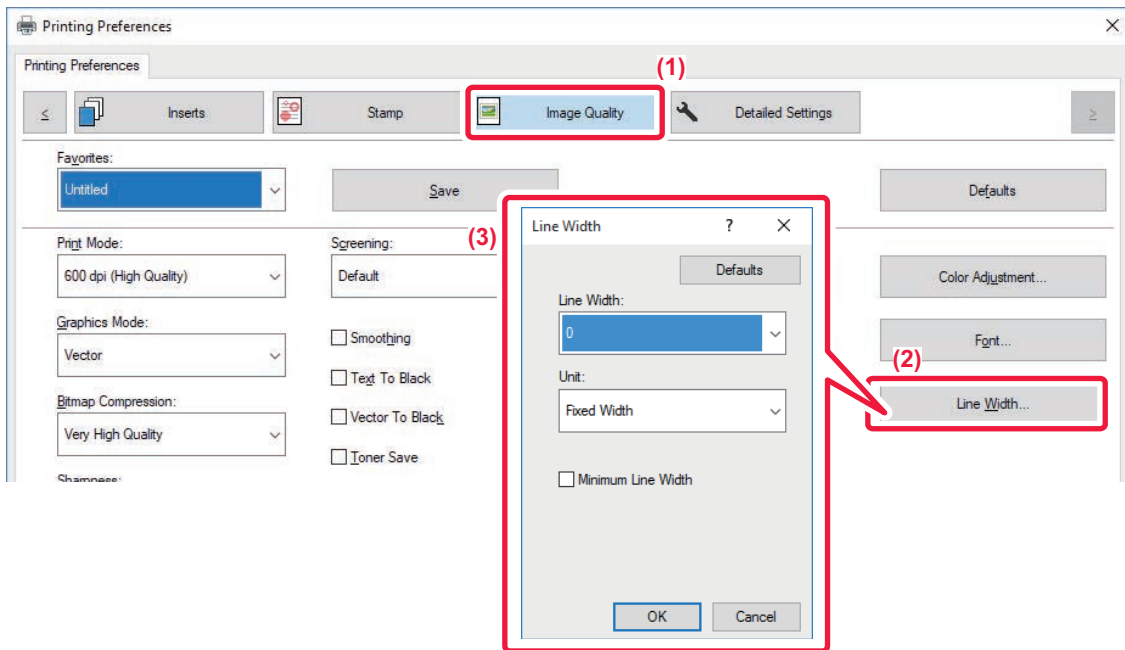 Printing Preferences
Printing Preferences
(1)
≤ Inserts Stamp Image Quality Detailed Settings ≥
Favorites:
Untitled Save Defaults
Print Mode: Screening:
600 dpi (High Quality) Default Color Adjustment...
Graphics Mode:
Vector Smoothing Font...
Text To Black
(2)
Bitmap Compression: Line Width...
Very High Quality Vector To Black
Toner Save
Sharpness:
(3)
Line Width ?
Defaults
Line Width:
0
Unit:
Fixed Width
Minimum Line Width
OK Cancel